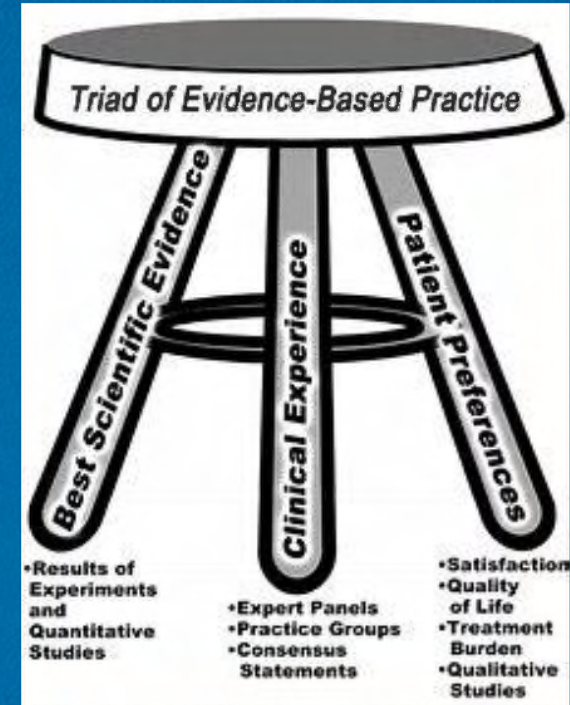 Triad of Evidence-Based Practice
Best Scientific Evidence
Clinical Experience
Patient Preferences
•Results of
Experiments
and
Quantitative
Studies
•Expert Panels
•Practice Groups
•Consensus
Statements
•Satisfaction
•Quality
of Life
•Treatment
Burden
•Qualitative
Studies